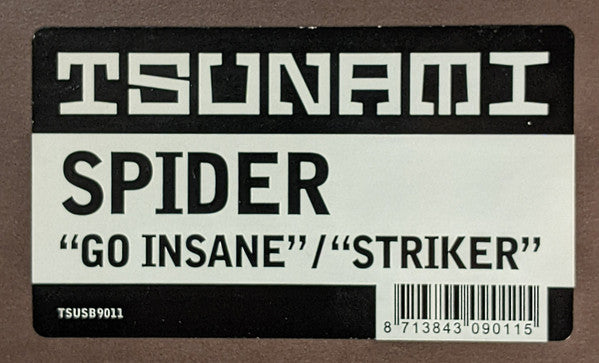 TSUNAMI
SPIDER
“GO INSANE”/“STRIKER”
TSUSB9011
8 713843 090115